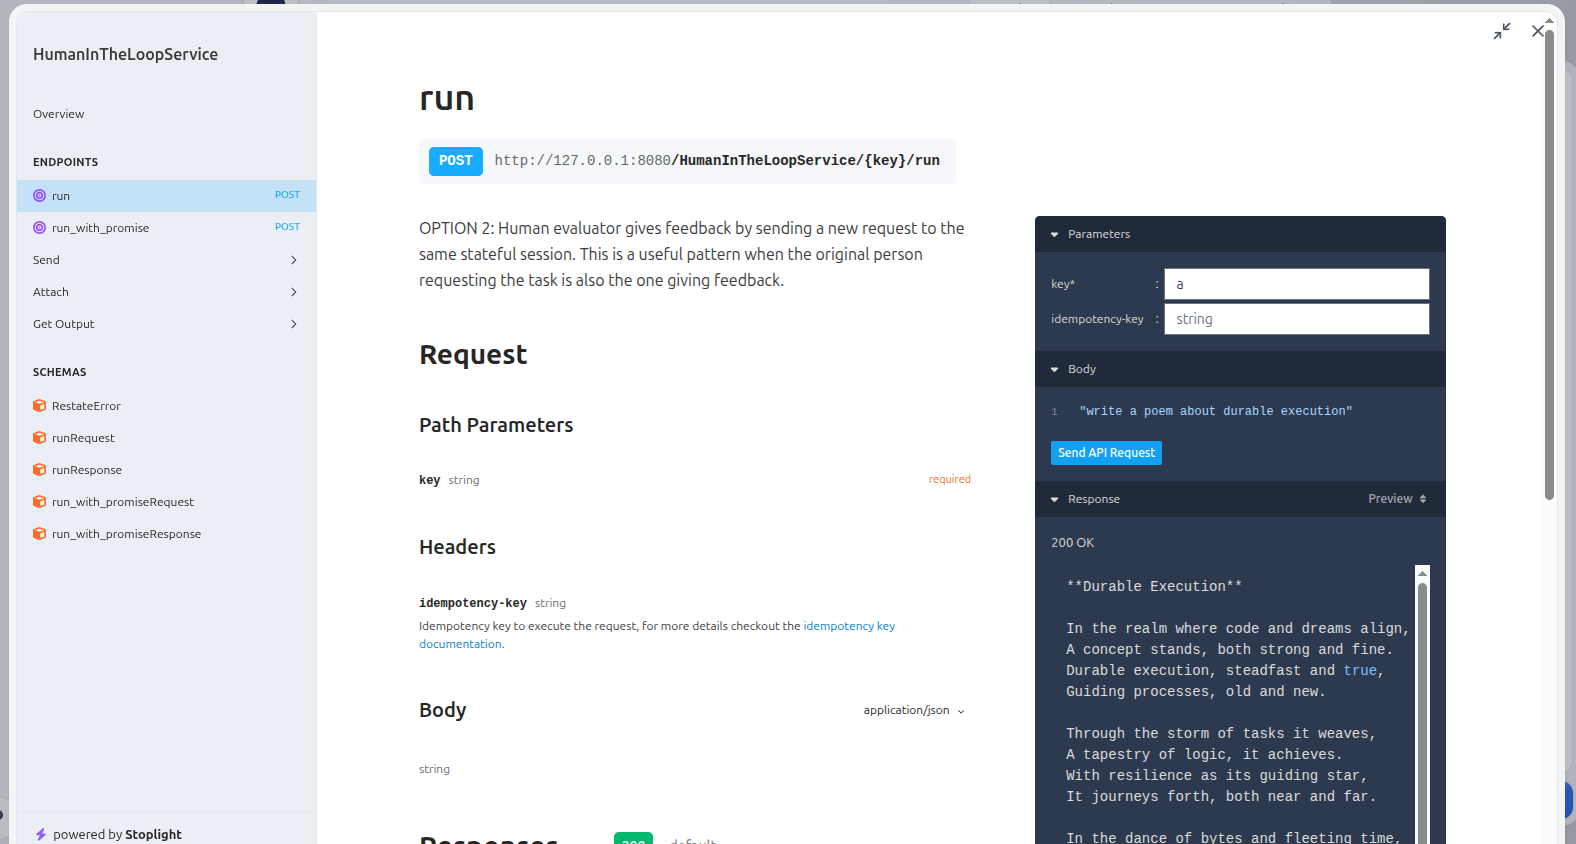 HumanInTheLoopService
Overview
ENDPOINTS
run POST
run_with_promise POST
Send
Attach
Get Output
SCHEMAS
RestateError
runRequest
runResponse
run_with_promiseRequest
run_with_promiseResponse
powered by Stoplight
run
POST http://127.0.0.1:8080/HumanInTheLoopService/{key}/run
OPTION 2: Human evaluator gives feedback by sending a new request to the
same stateful session. This is a useful pattern when the original person
requesting the task is also the one giving feedback.
Request
Path Parameters
key string required
Headers
idempotency-key string
Idempotency key to execute the request, for more details checkout the idempotency key
documentation.
Body application/json
string
Responses 200 default
Parameters
key* : a
idempotency-key : string
Body
1 "write a poem about durable execution"
Send API Request
Response Preview
200 OK
**Durable Execution**
In the realm where code and dreams align,
A concept stands, both strong and fine.
Durable execution, steadfast and true,
Guiding processes, old and new.
Through the storm of tasks it weaves,
A tapestry of logic, it achieves.
With resilience as its guiding star,
It journeys forth, both near and far.
In the dance of bytes and fleeting time,